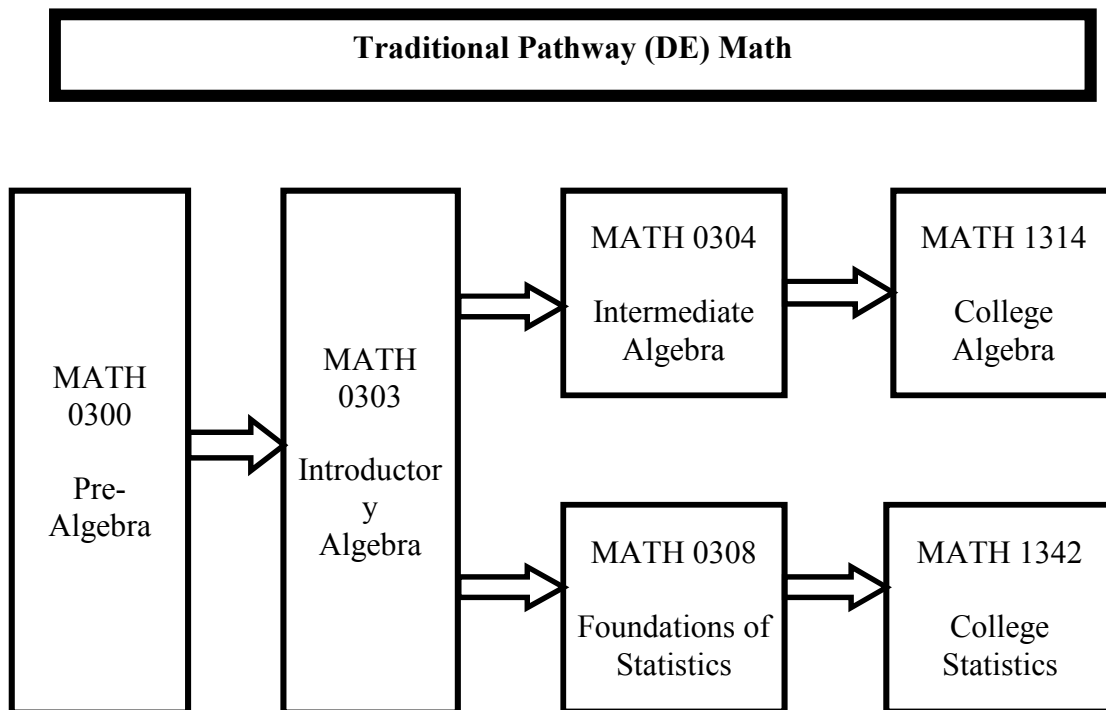 Traditional Pathway (DE) Math
MATH
0300
Pre-
Algebra
MATH
0303
Introductor
y
Algebra
MATH 0304
Intermediate
Algebra
MATH 1314
College
Algebra
MATH 0308
Foundations of
Statistics
MATH 1342
College
Statistics